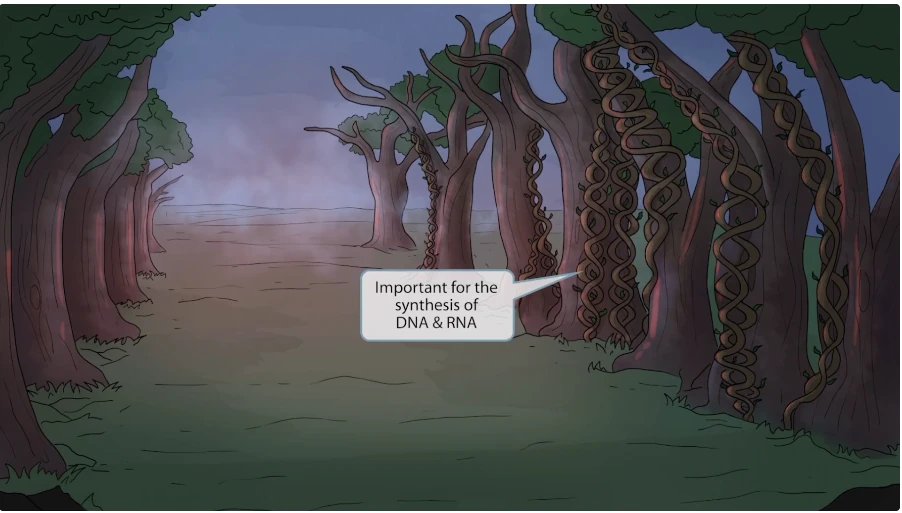 Important for the
synthesis of
DNA & RNA